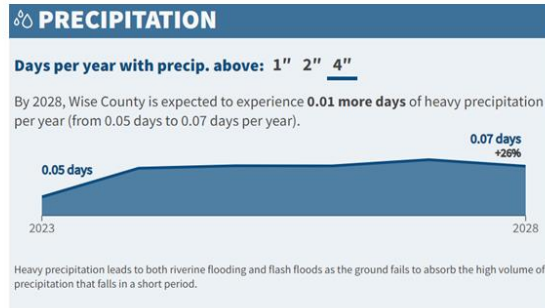 PRECIPITATION
Days per year with precip. above: 1" 2" 4"
By 2028, Wise County is expected to experience 0.01 more days of heavy precipitation
per year (from 0.05 days to 0.07 days per year).
0.07 days
+26%
0.05 days
2023
2028
Heavy precipitation leads to both riverine flooding and flash floods as the ground fails to absorb the high volume of
precipitation that falls in a short period.